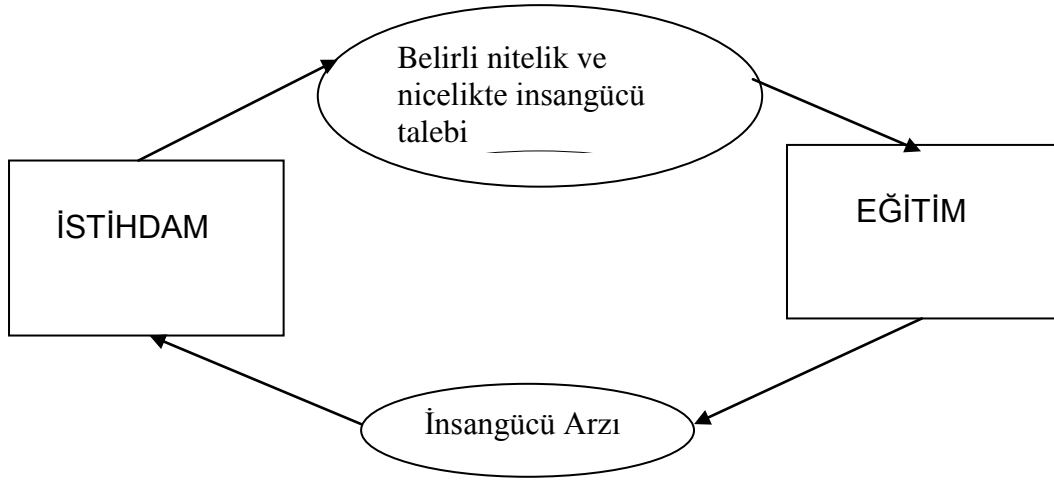 Belirli nitelik ve
nicelikte insangücü
talebi
İSTİHDAM
EĞİTİM
İnsangücü Arzı